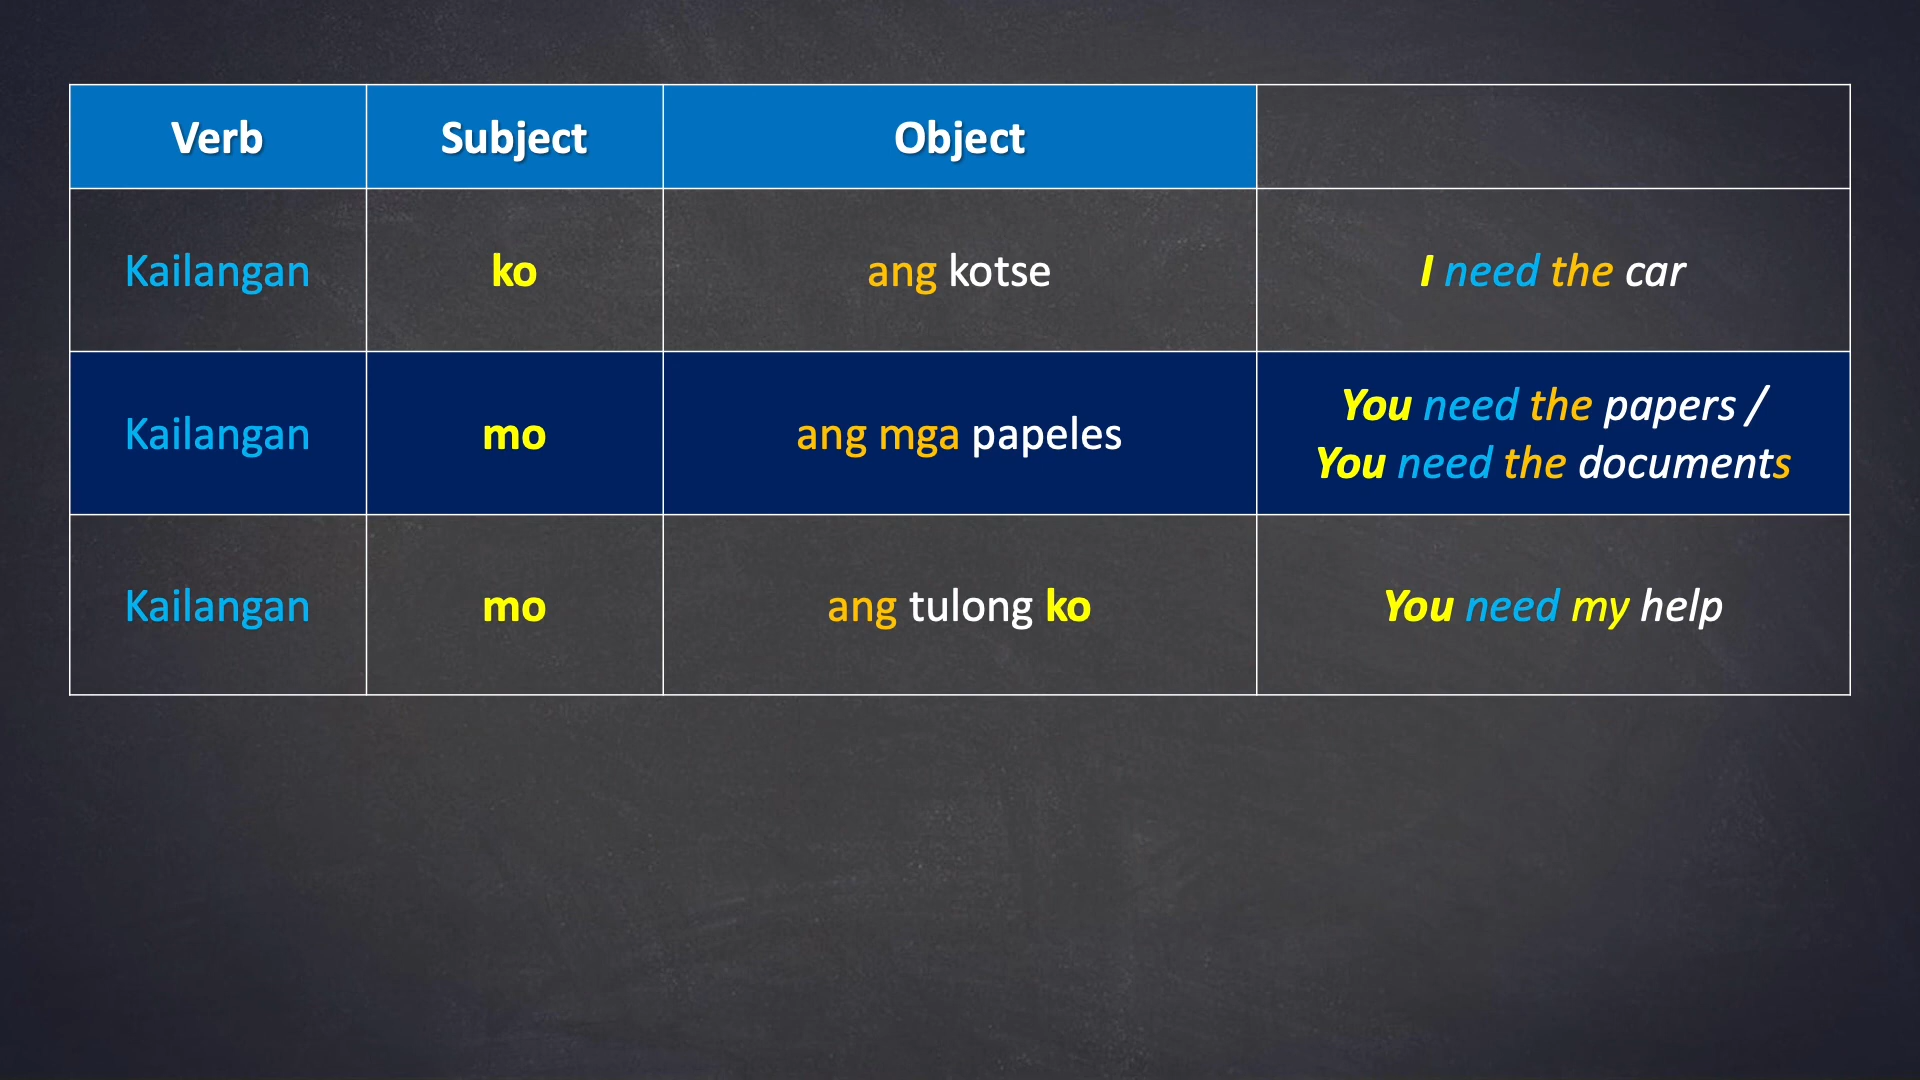 Verb Subject Object
Kailangan ko ang kotse I need the car
Kailangan mo ang mga papeles You need the papers /
You need the documents
Kailangan mo ang tulong ko You need my help